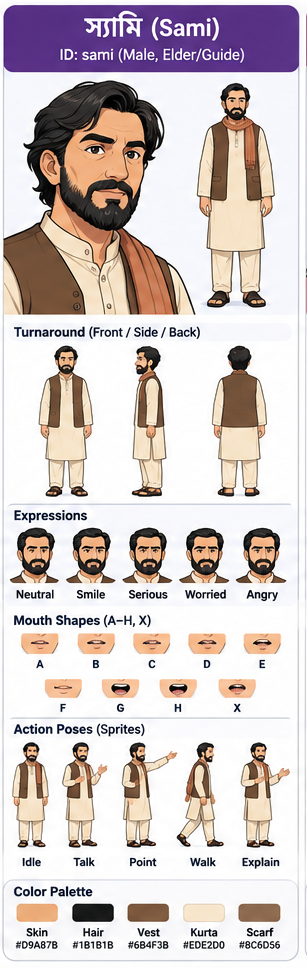 স্যামি (Sami)
ID: sami (Male, Elder/Guide)
Turnaround (Front / Side / Back)
Expressions
Neutral Smile Serious Worried Angry
Mouth Shapes (A–H, X)
A B C D E
F G H X
Action Poses (Sprites)
Idle Talk Point Walk Explain
Color Palette
Skin Hair Vest Kurta Scarf
#D9A87B #1B1B1B #6B4F3B #EDE2D0 #8C6D56